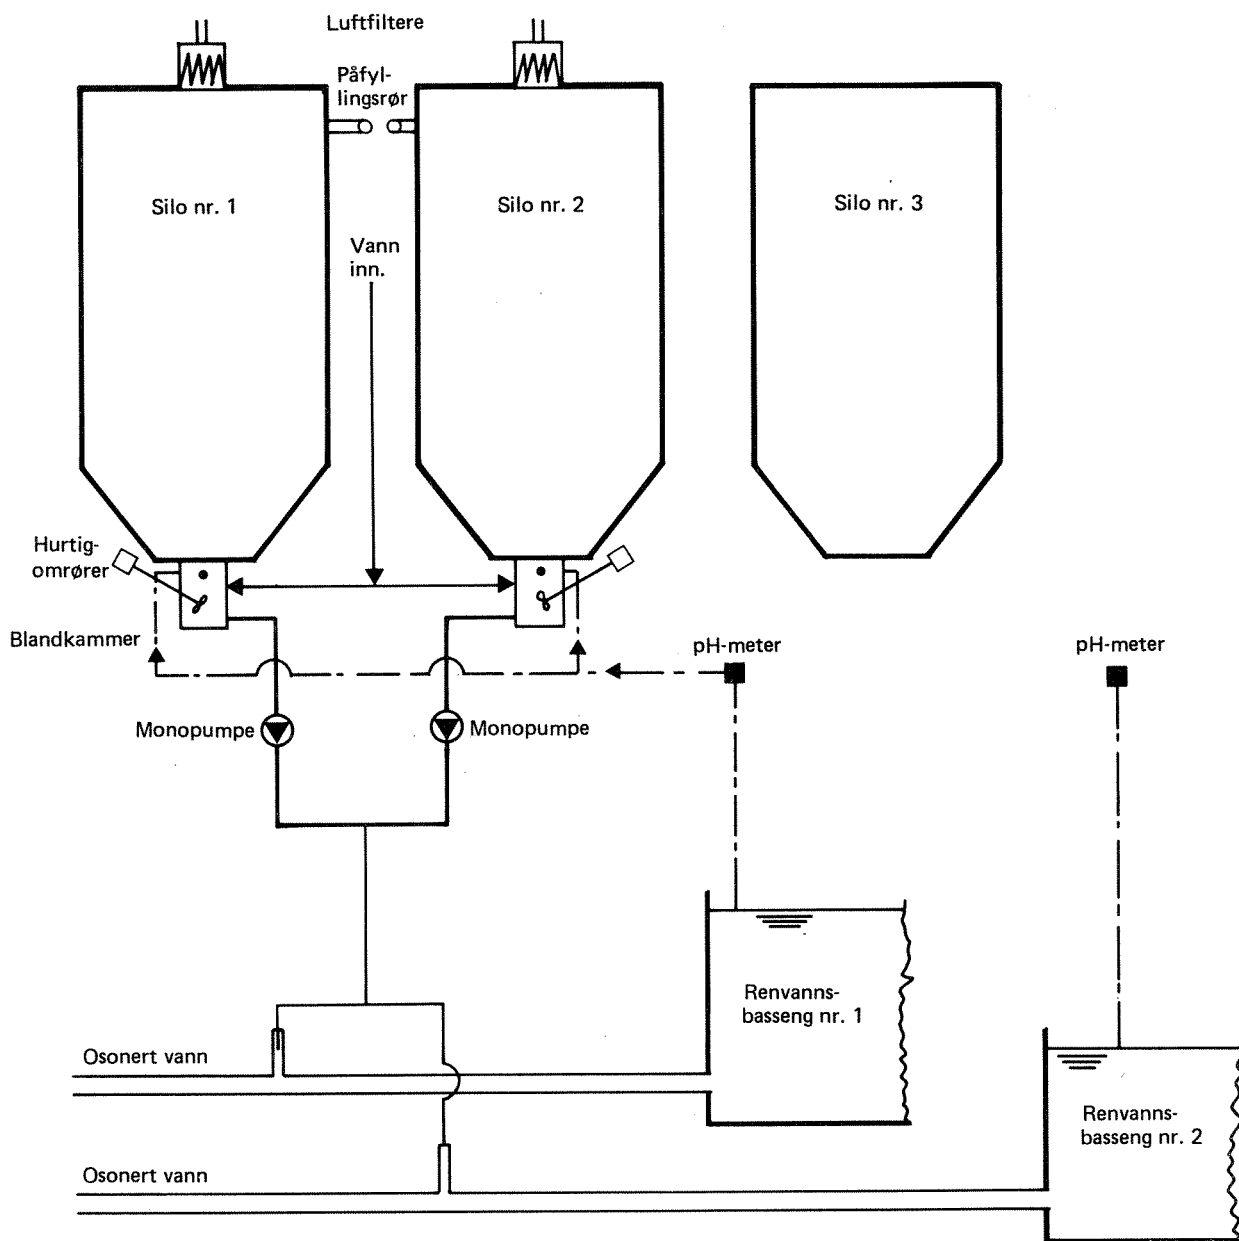 Luftfiltere
Påfyl-
lingsrør
Silo nr. 1
Silo nr. 2
Silo nr. 3
Vann
inn.
Hurtig-
omrører
Blandkammer
pH-meter
pH-meter
Monopumpe
Monopumpe
Renvanns-
basseng nr. 1
Osonert vann
Renvanns-
basseng nr. 2
Osonert vann